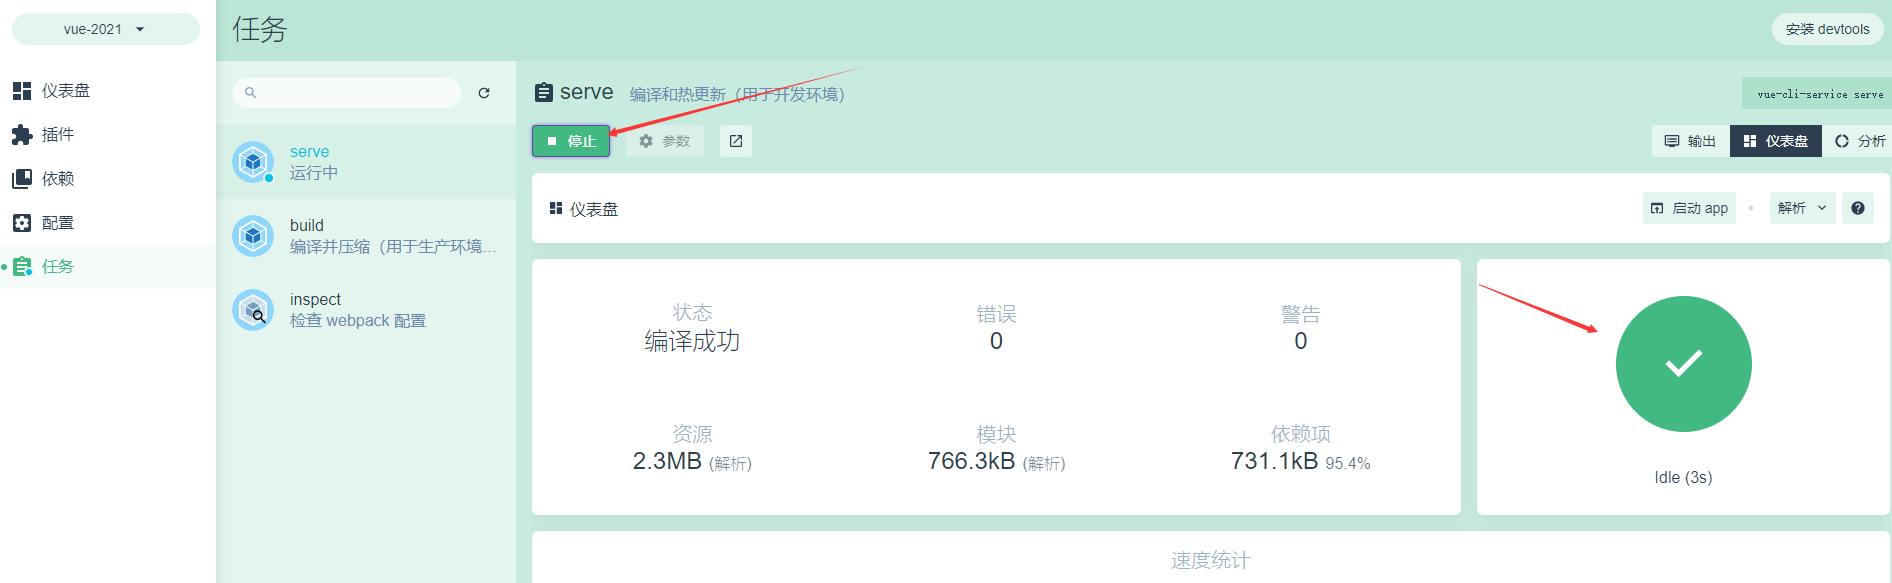 vue-2021
任务
安装 devtools
仪表盘
插件
依赖
配置
任务
serve
运行中
build
编译并压缩（用于生产环境...
inspect
检查 webpack 配置
serve 编译和热更新（用于开发环境）
vue-cli-service serve
停止
参数
输出
仪表盘
分析
仪表盘
启动 app
解析
状态
编译成功
错误
0
警告
0
资源
2.3MB (解析)
模块
766.3kB (解析)
依赖项
731.1kB 95.4%
Idle (3s)
速度统计